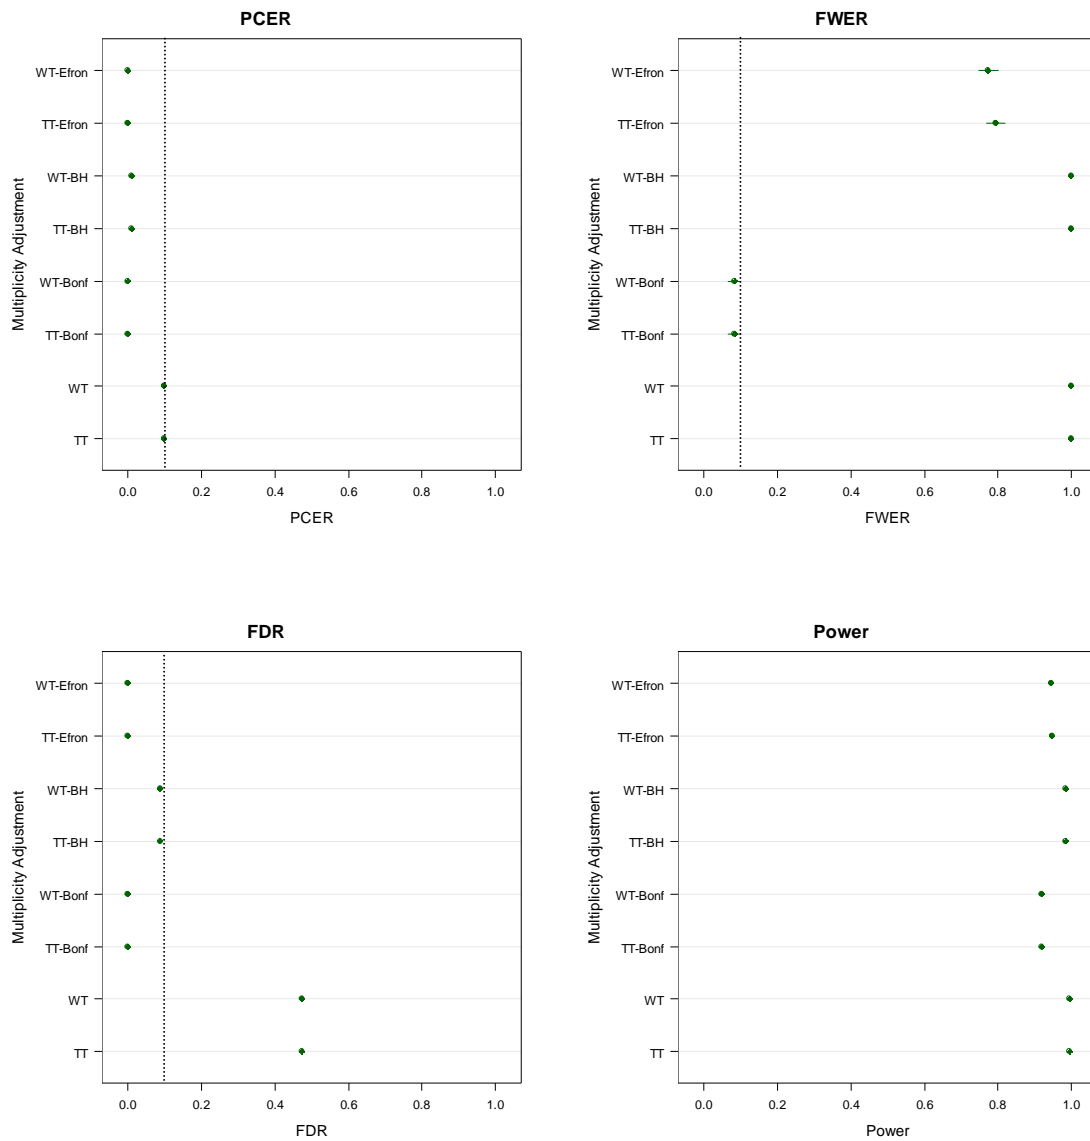 PCER
Multiplicity Adjustment
WT-Efron
TT-Efron
WT-BH
TT-BH
WT-Bonf
TT-Bonf
WT
TT
0.0 0.2 0.4 0.6 0.8 1.0
PCER
FWER
Multiplicity Adjustment
WT-Efron
TT-Efron
WT-BH
TT-BH
WT-Bonf
TT-Bonf
WT
TT
0.0 0.2 0.4 0.6 0.8 1.0
FWER
FDR
Multiplicity Adjustment
WT-Efron
TT-Efron
WT-BH
TT-BH
WT-Bonf
TT-Bonf
WT
TT
0.0 0.2 0.4 0.6 0.8 1.0
FDR
Power
Multiplicity Adjustment
WT-Efron
TT-Efron
WT-BH
TT-BH
WT-Bonf
TT-Bonf
WT
TT
0.0 0.2 0.4 0.6 0.8 1.0
Power